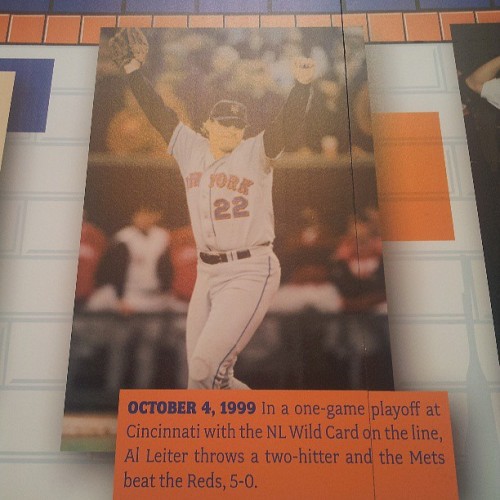 YORK
22
OCTOBER 4, 1999 In a one-game playoff at
Cincinnati with the NL Wild Card on the line,
Al Leiter throws a two-hitter and the Mets
beat the Reds, 5-0.